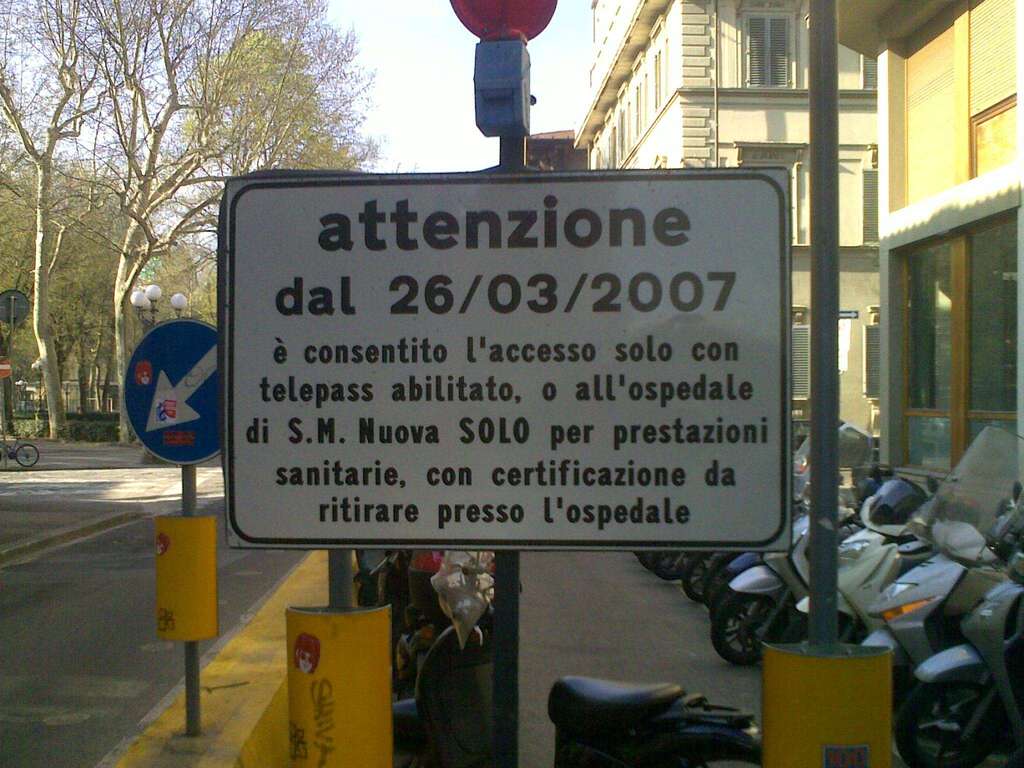 attenzione
dal 26/03/2007
è consentito l'accesso solo con
telepass abilitato, o all'ospedale
di S.M. Nuova SOLO per prestazioni
sanitarie, con certificazione da
ritirare presso l'ospedale